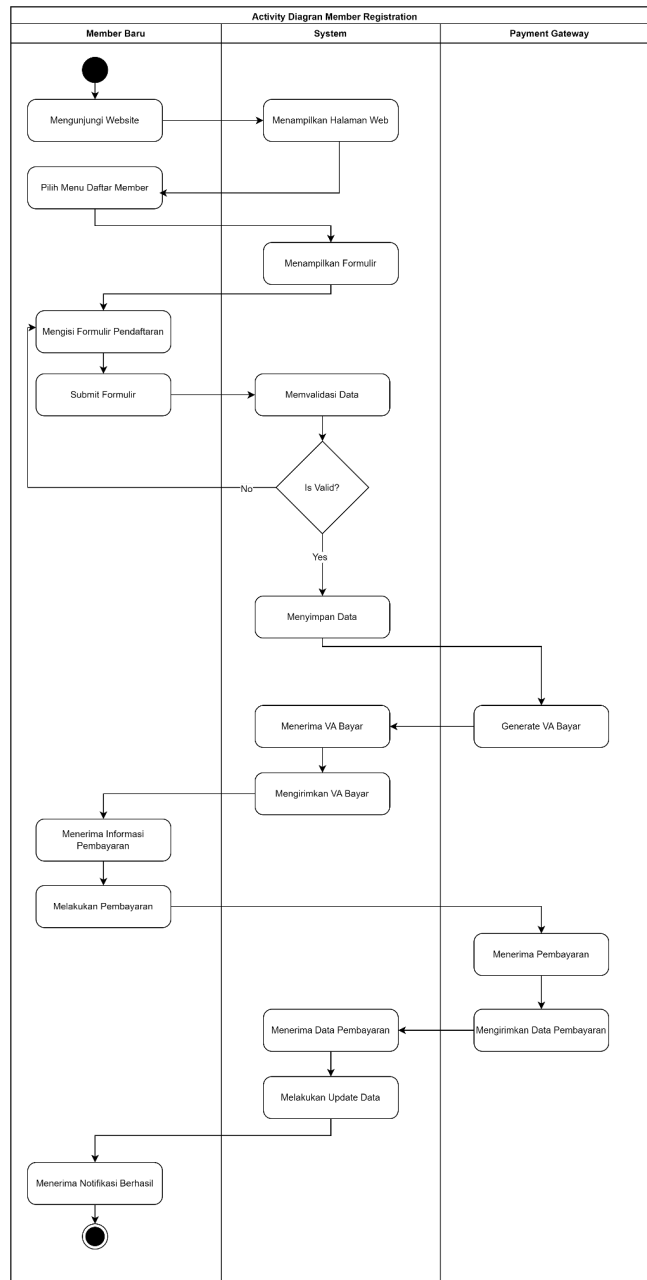 Activity Diagran Member Registration
Member Baru
System
Payment Gateway
Mengunjungi Website
Menampilkan Halaman Web
Pilih Menu Daftar Member
Menampilkan Formulir
Mengisi Formulir Pendaftaran
Submit Formulir
Memvalidasi Data
No
Is Valid?
Yes
Menyimpan Data
Menerima VA Bayar
Generate VA Bayar
Mengirimkan VA Bayar
Menerima Informasi
Pembayaran
Melakukan Pembayaran
Menerima Pembayaran
Menerima Data Pembayaran
Mengirimkan Data Pembayaran
Melakukan Update Data
Menerima Notifikasi Berhasil